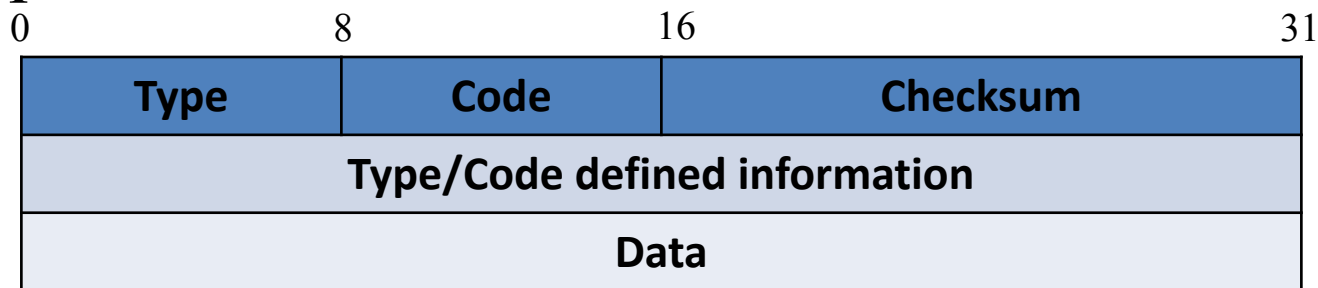 0 8 16 31
Type Code Checksum
Type/Code defined information
Data